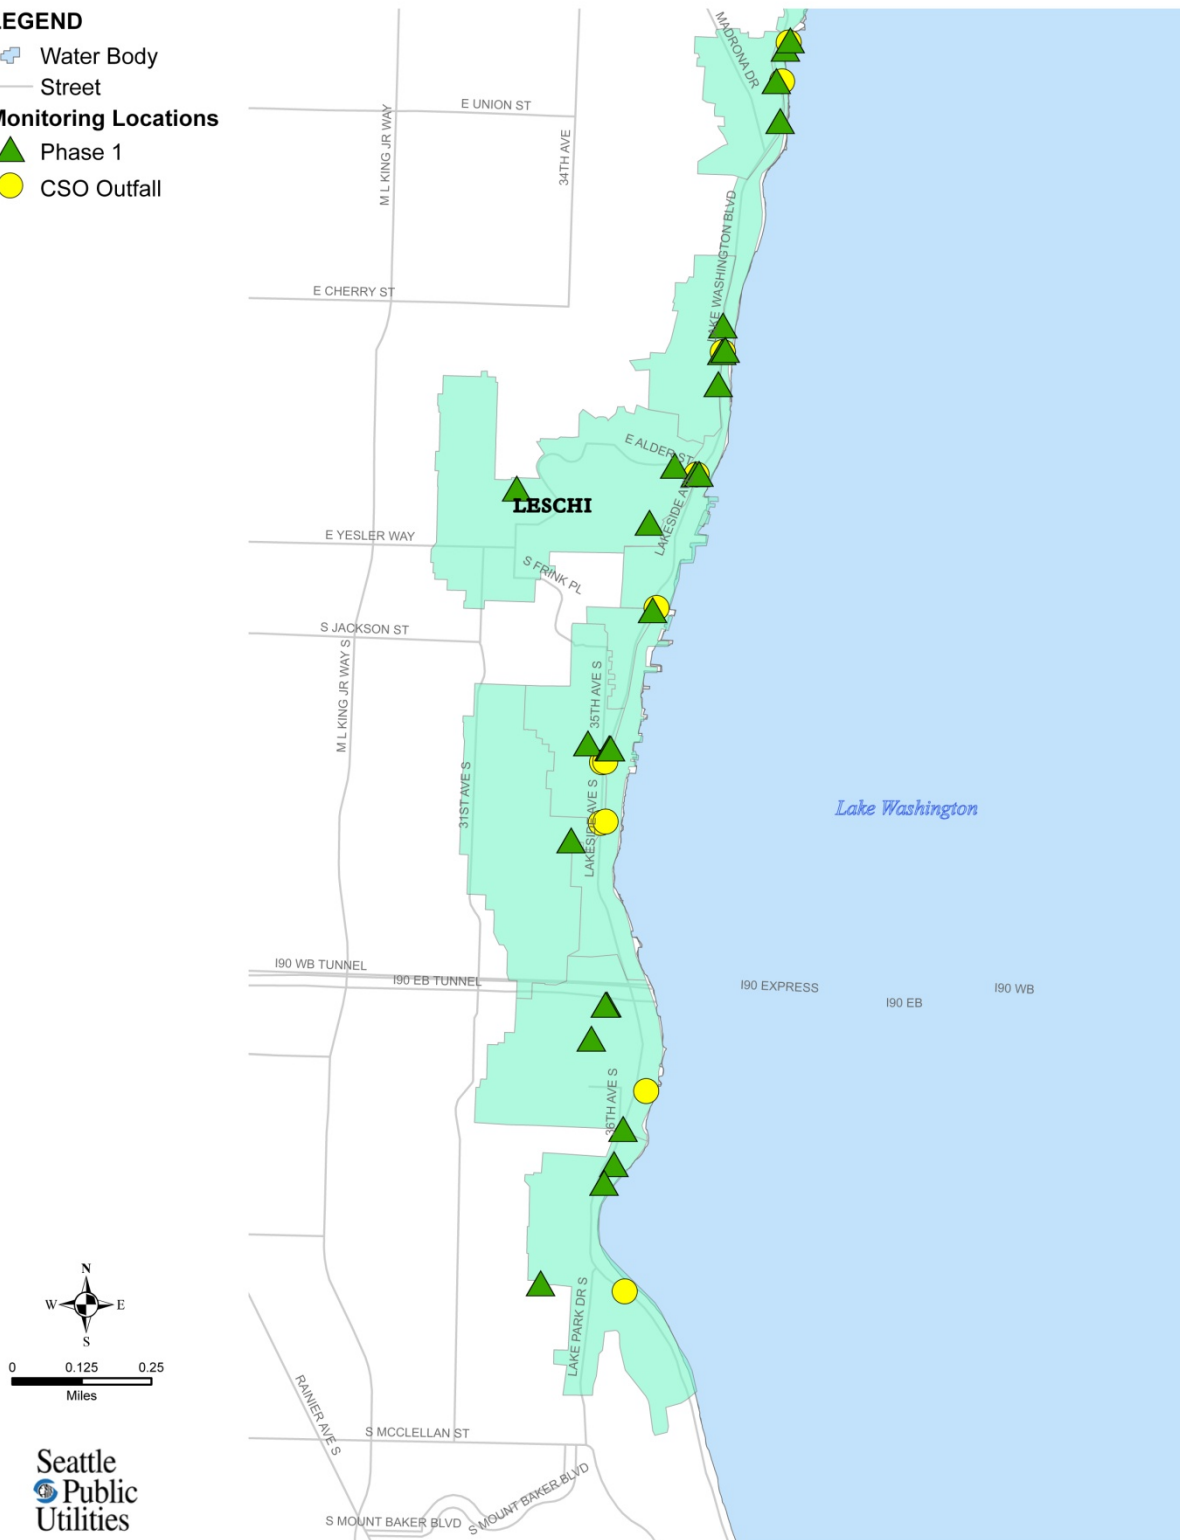 LEGEND
Water Body
Street
Monitoring Locations
Phase 1
CSO Outfall
MADRONA DR
E UNION ST
M L KING JR WAY
34TH AVE
LAKE WASHINGTON BLVD
E CHERRY ST
E ALDER ST
LESCHI
LAKESIDE AV
E YESLER WAY
S FRINK PL
S JACKSON ST
M L KING JR WAY S
35TH AVE S
31ST AVE S
LAKESIDE AVE S
Lake Washington
I90 WB TUNNEL
I90 EB TUNNEL
I90 EXPRESS
I90 EB
I90 WB
36TH AVE S
N
W
E
S
LAKE PARK DR S
0 0.125 0.25
Miles
RAINIER AVE S
S MCCLELLAN ST
Seattle
Public
Utilities
S MOUNT BAKER BLVD
S MOUNT BAKER BLVD